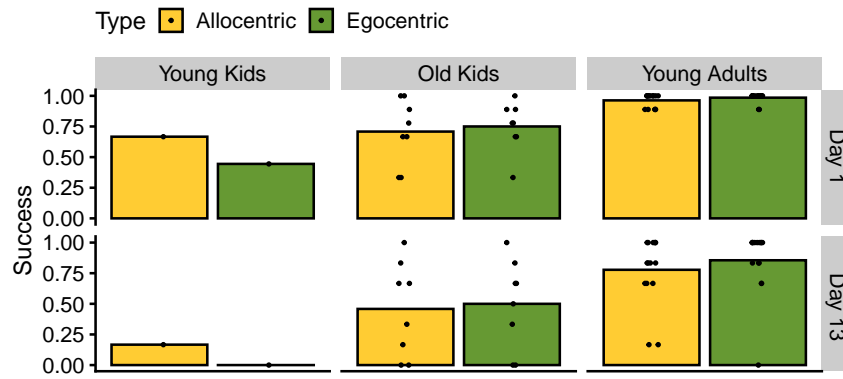 Type Allocentric Egocentric
Young Kids Old Kids Young Adults
1.00
0.75
0.50
0.25
0.00
Day 1
1.00
0.75
0.50
0.25
0.00
Day 13
Success